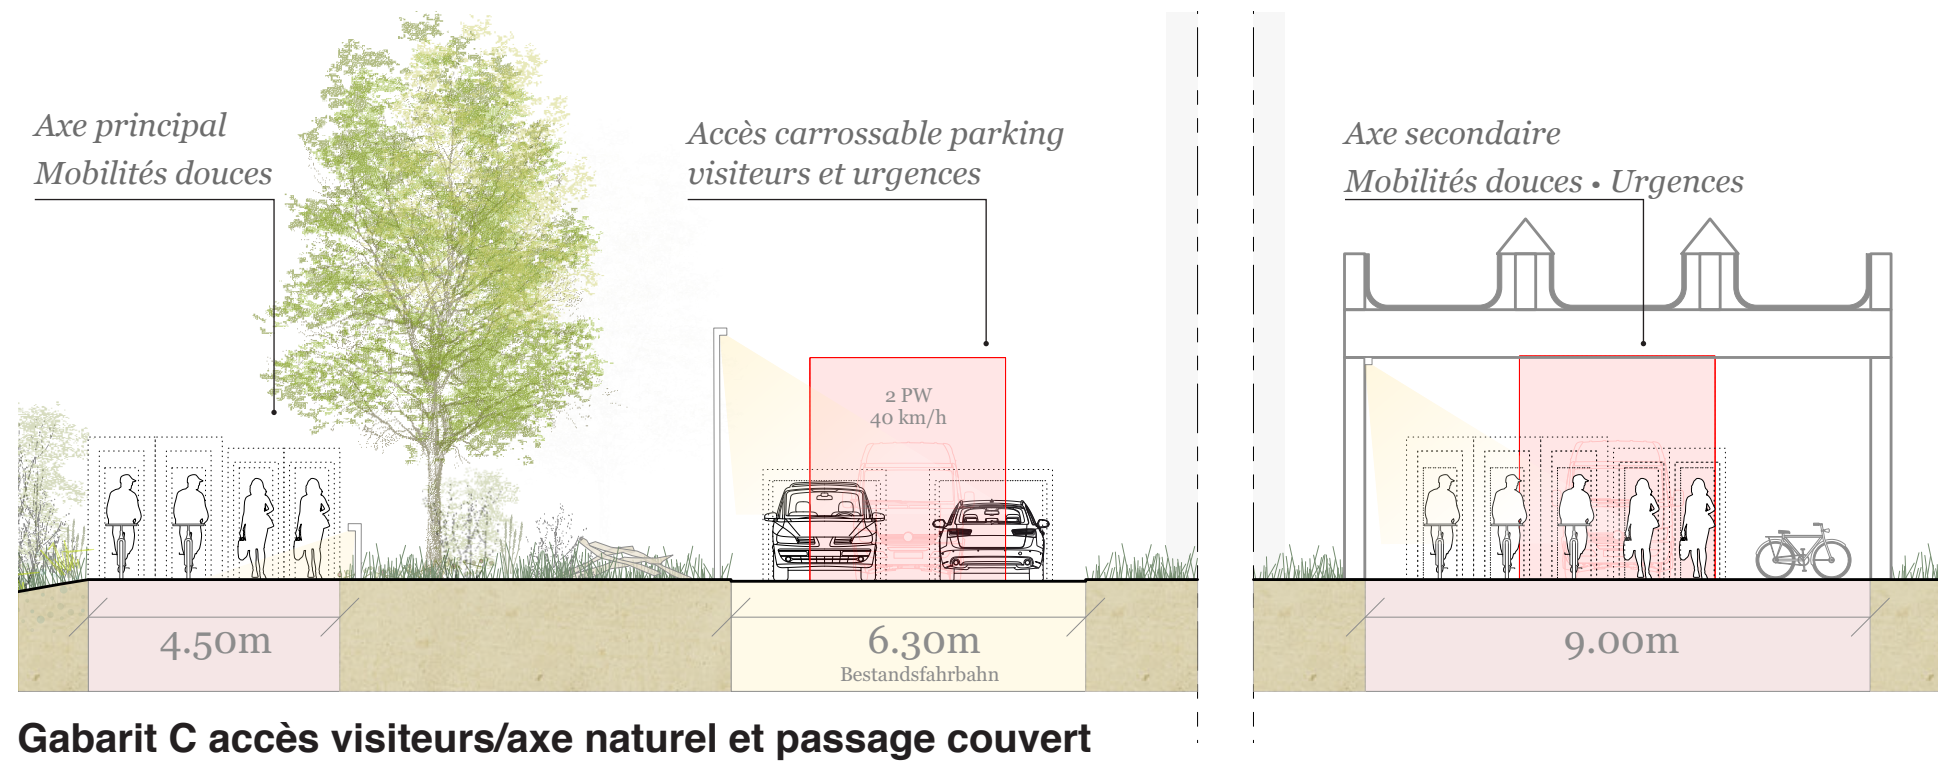 Axe principal
Mobilités douces
Accès carrossable parking
visiteurs et urgences
Axe secondaire
Mobilités douces • Urgences
2 PW
40 km/h
4.50m
6.30m
Bestandsfahrbahn
9.00m
Gabarit C accès visiteurs/axe naturel et passage couvert